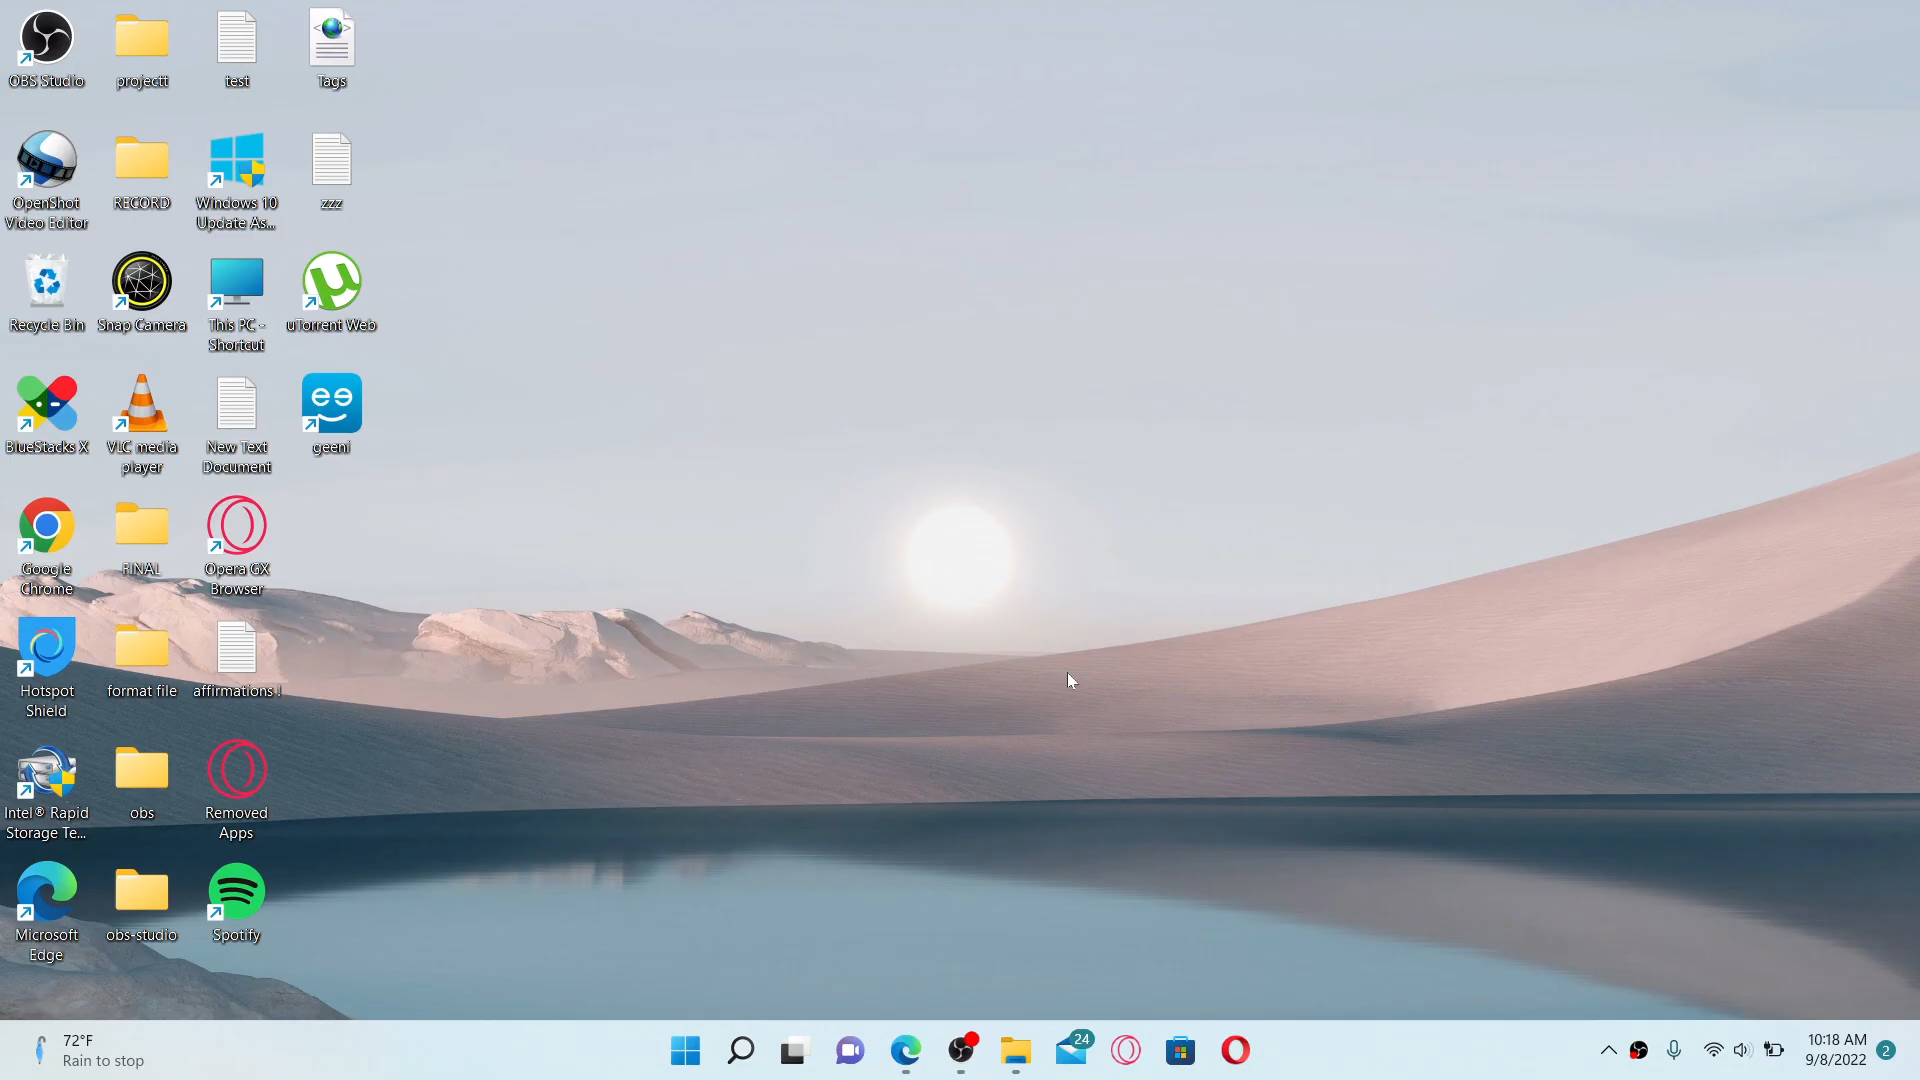 OBS Studio
projectt
test
Tags
OpenShot
Video Editor
RECORD
Windows 10
Update As...
zzz
Recycle Bin
Snap Camera
This PC -
Shortcut
uTorrent Web
BlueStacks X
VLC media
player
New Text
Document
geeni
Google
Chrome
FINAL
Opera GX
Browser
Hotspot
Shield
format file
affirmations !
Intel® Rapid
Storage Te...
obs
Removed
Apps
Microsoft
Edge
obs-studio
Spotify
72°F
Rain to stop
24
10:18 AM
9/8/2022
2